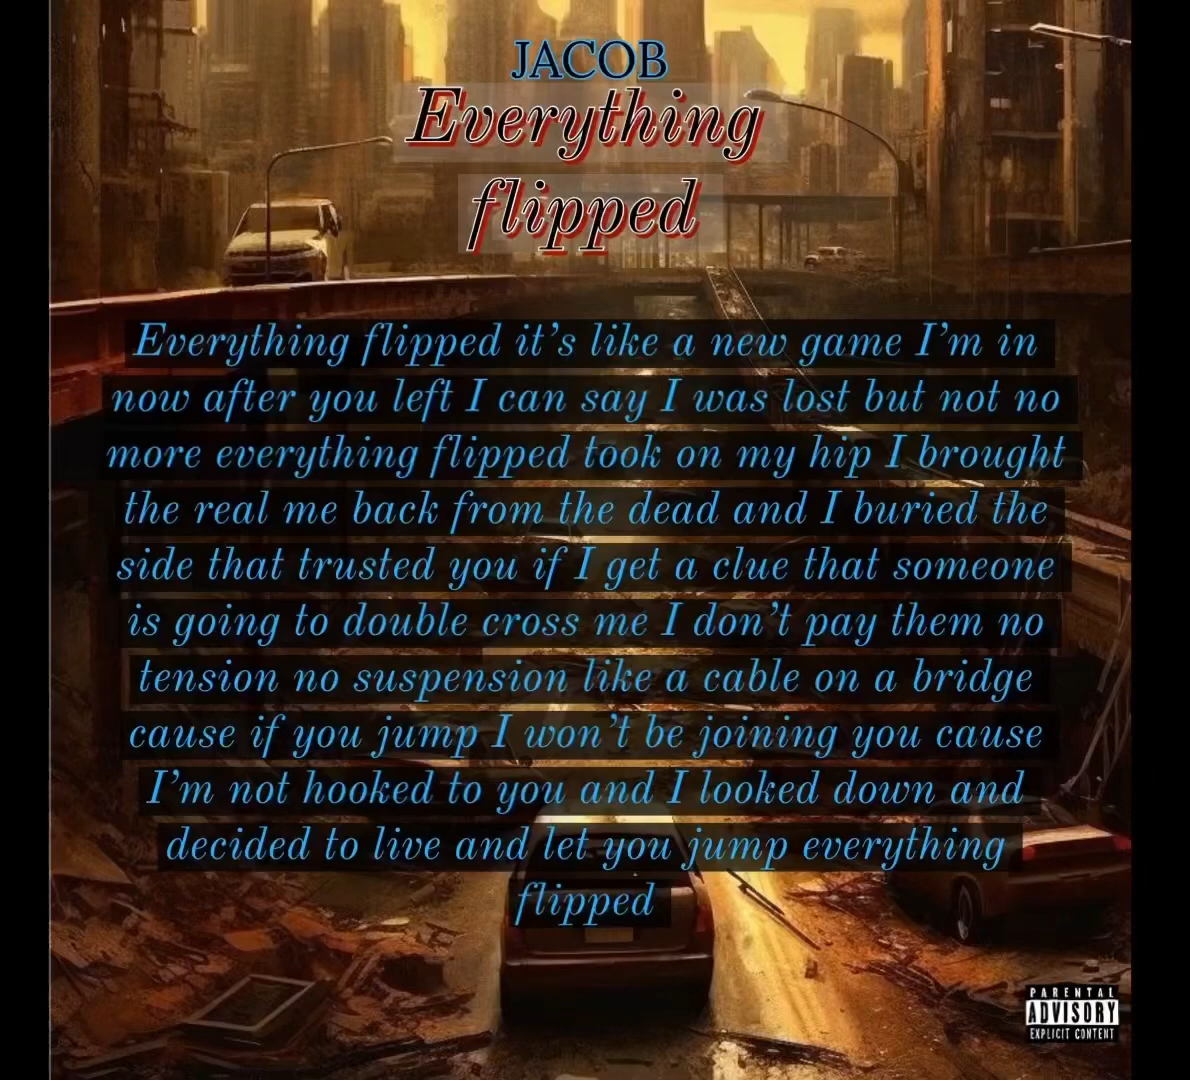 JACOB
Everything
flipped
Everything flipped it's like a new game I'm in
now after you left I can say I was lost but not no
more everything flipped took on my hip I brought
the real me back from the dead and I buried the
side that trusted you if I get a clue that someone
is going to double cross me I don't pay them no
tension no suspension like a cable on a bridge
cause if you jump I won't be joining you cause
I'm not hooked to you and I looked down and
decided to live and let you jump everything
flipped
PARENTAL
ADVISORY
EXPLICIT CONTENT